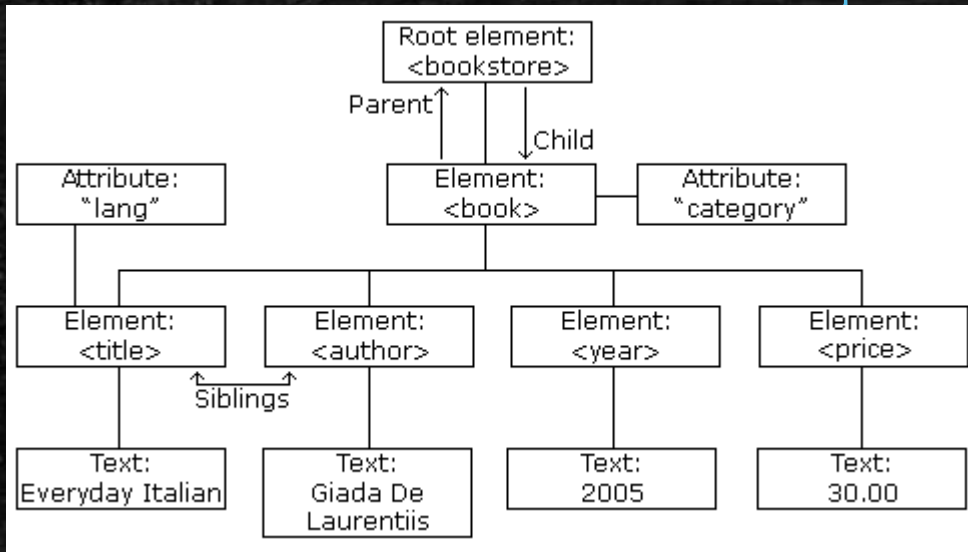 Root element:
<bookstore>
Parent
Child
Attribute:
“lang”
Element:
<book>
Attribute:
“category”
Element:
<title>
Element:
<author>
Element:
<year>
Element:
<price>
Siblings
Text:
Everyday Italian
Text:
Giada De
Laurentiis
Text:
2005
Text:
30.00